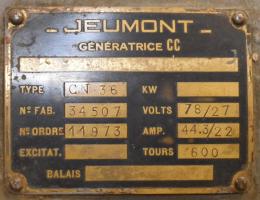 JEUMONT
GÉNÉRATRICE CC
TYPE CN 36 KW
Nº FAB. 34507 VOLTS 78/27
Nº ORDRE 11973 AMP. 44.3/22
EXCITAT. TOURS 600
BALAIS